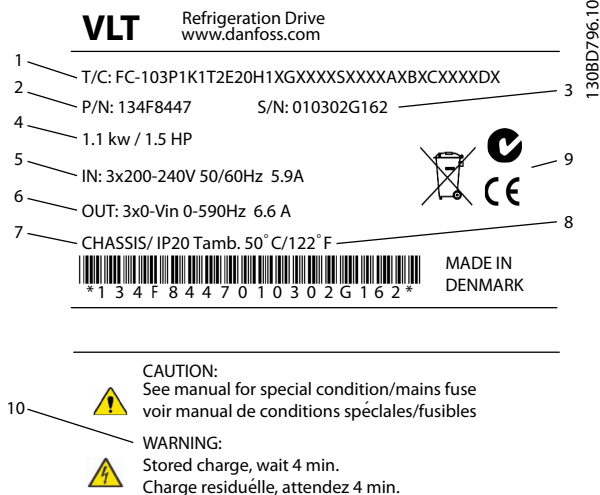 VLT
Refrigeration Drive
www.danfoss.com
130BD796.10
1
T/C: FC-103P1K1T2E20H1XGXXXXSXXXXAXBXCXXXXDX
2
P/N: 134F8447 S/N: 010302G162
3
4
1.1 kw / 1.5 HP
5
IN: 3x200-240V 50/60Hz 5.9A
9
CE
6
OUT: 3x0-Vin 0-590Hz 6.6 A
7
CHASSIS/ IP20 Tamb. 50˚C/122˚F
8
*134F8447010302G162*
MADE IN
DENMARK
CAUTION:
See manual for special condition/mains fuse
voir manual de conditions spéclales/fusibles
10
WARNING:
Stored charge, wait 4 min.
Charge residuélle, attendez 4 min.